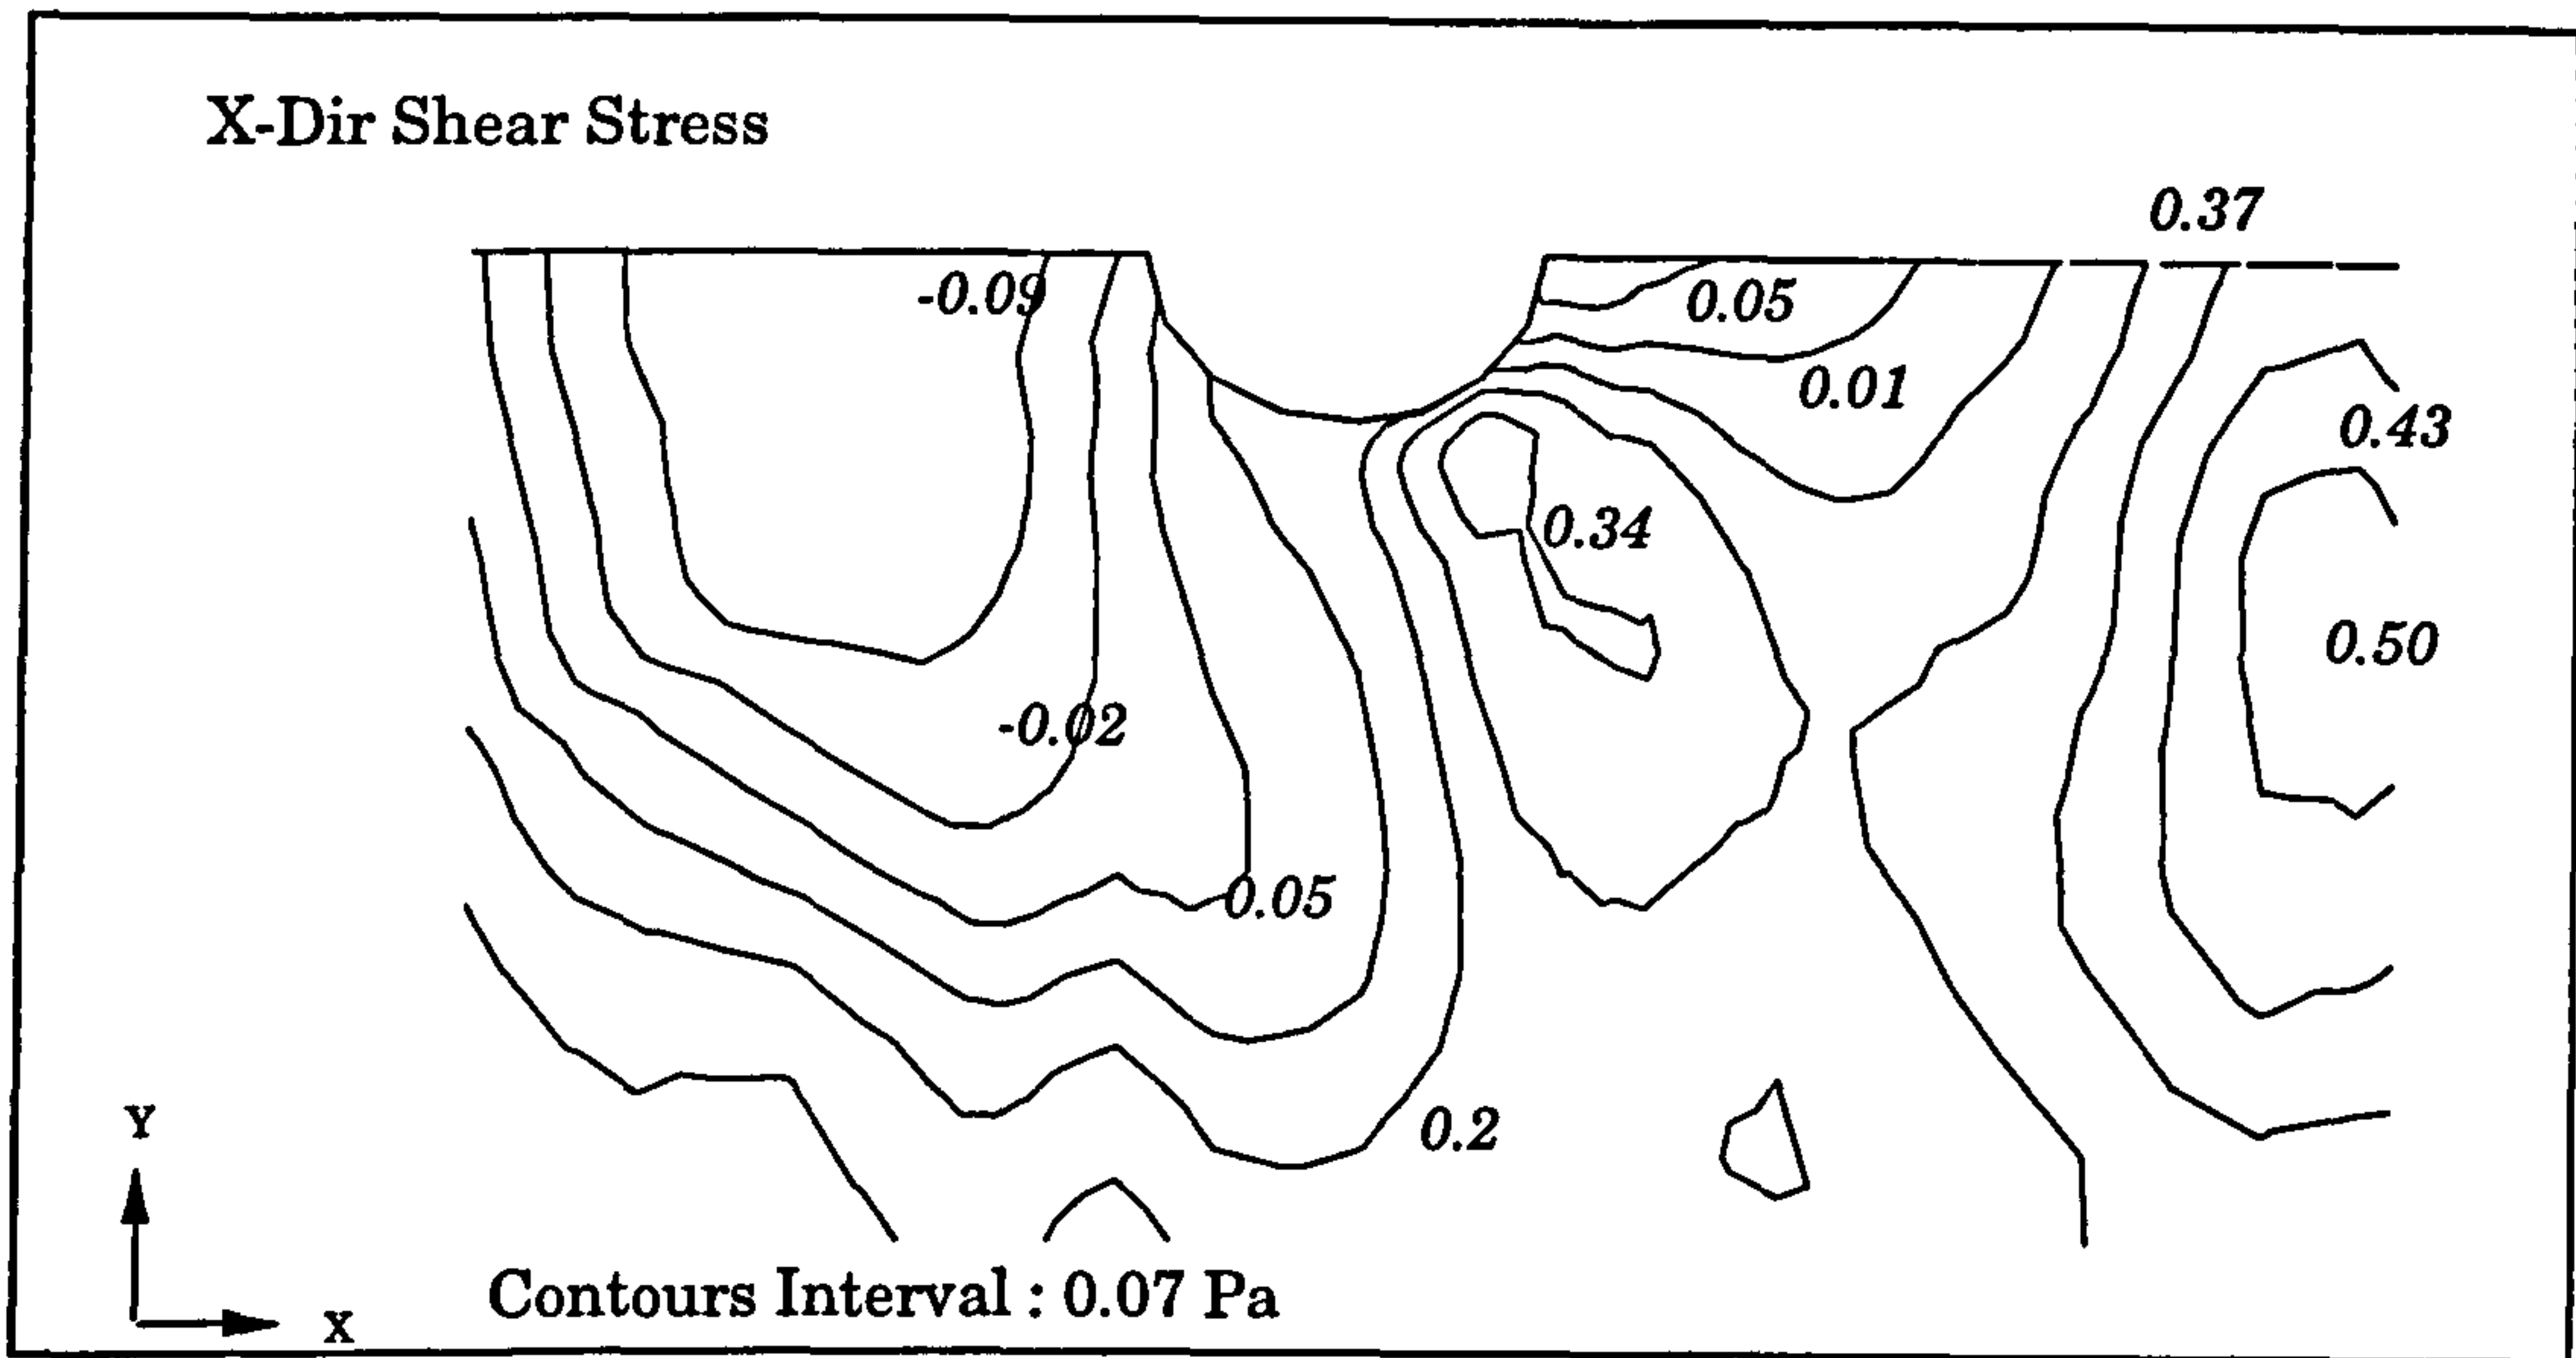 X-Dir Shear Stress
0.37
-0.09
0.05
0.01
0.43
0.34
0.50
-0.02
0.05
0.2
Y
X
Contours Interval : 0.07 Pa